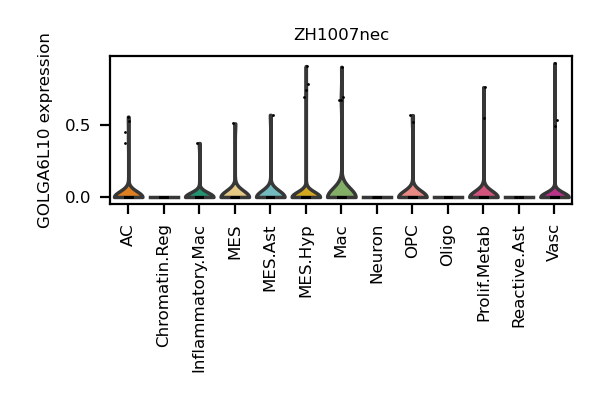 ZH1007nec
GOLGA6L10 expression
0.5
0.0
AC
Chromatin.Reg
Inflammatory.Mac
MES
MES.Ast
MES.Hyp
Mac
Neuron
OPC
Oligo
Prolif.Metab
Reactive.Ast
Vasc